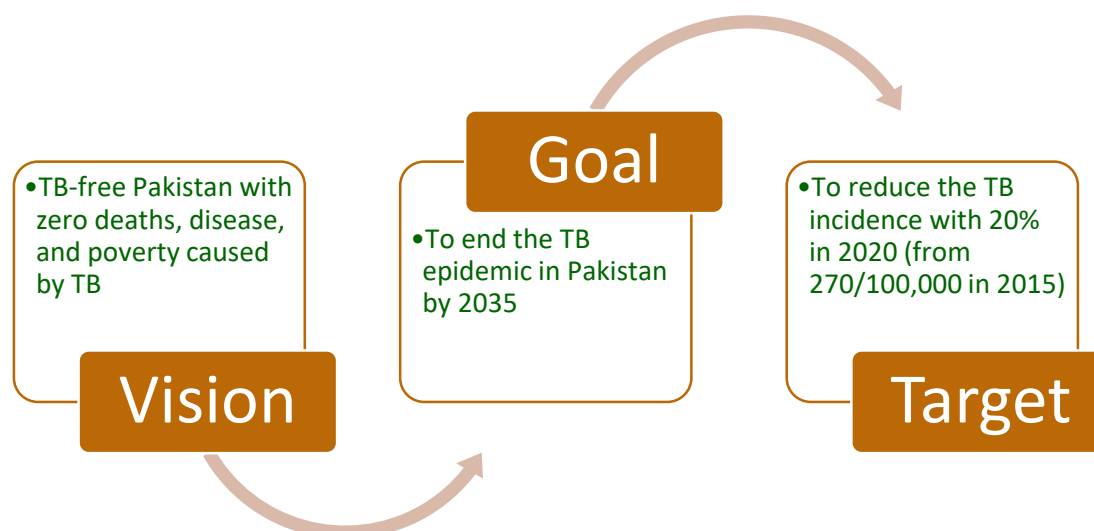 •TB-free Pakistan with
zero deaths, disease,
and poverty caused
by TB
Vision
Goal
•To end the TB
epidemic in Pakistan
by 2035
•To reduce the TB
incidence with 20%
in 2020 (from
270/100,000 in 2015)
Target